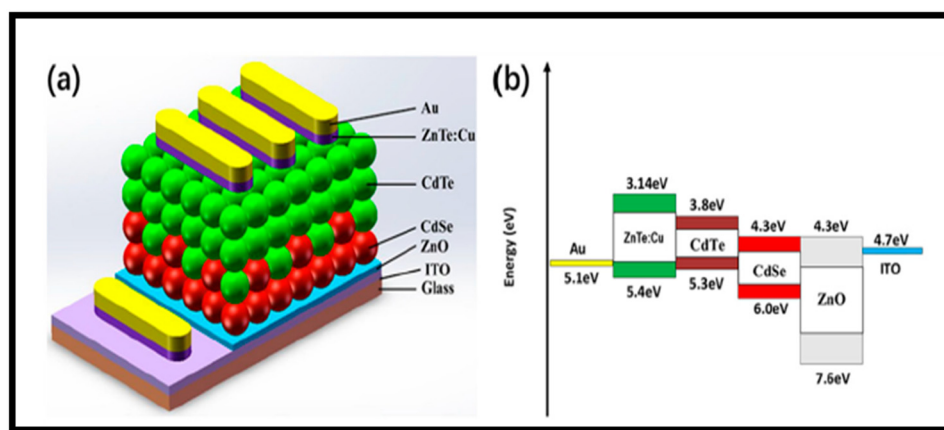 (a)
Au
ZnTe:Cu
CdTe
CdSe
ZnO
ITO
Glass
(b)
Energy (eV)
3.14eV
3.8eV
4.3eV
4.3eV
4.7eV
Au
ZnTe:Cu
CdTe
CdSe
ZnO
ITO
5.1eV
5.4eV
5.3eV
6.0eV
7.6eV